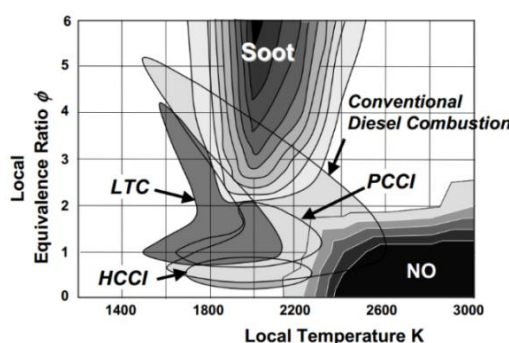 6
5
4
3
2
1
0
Local
Equivalence Ratio ϕ
Soot
Conventional
Diesel Combustion
LTC
PCCI
HCCI
NO
1400 1800 2200 2600 3000
Local Temperature K